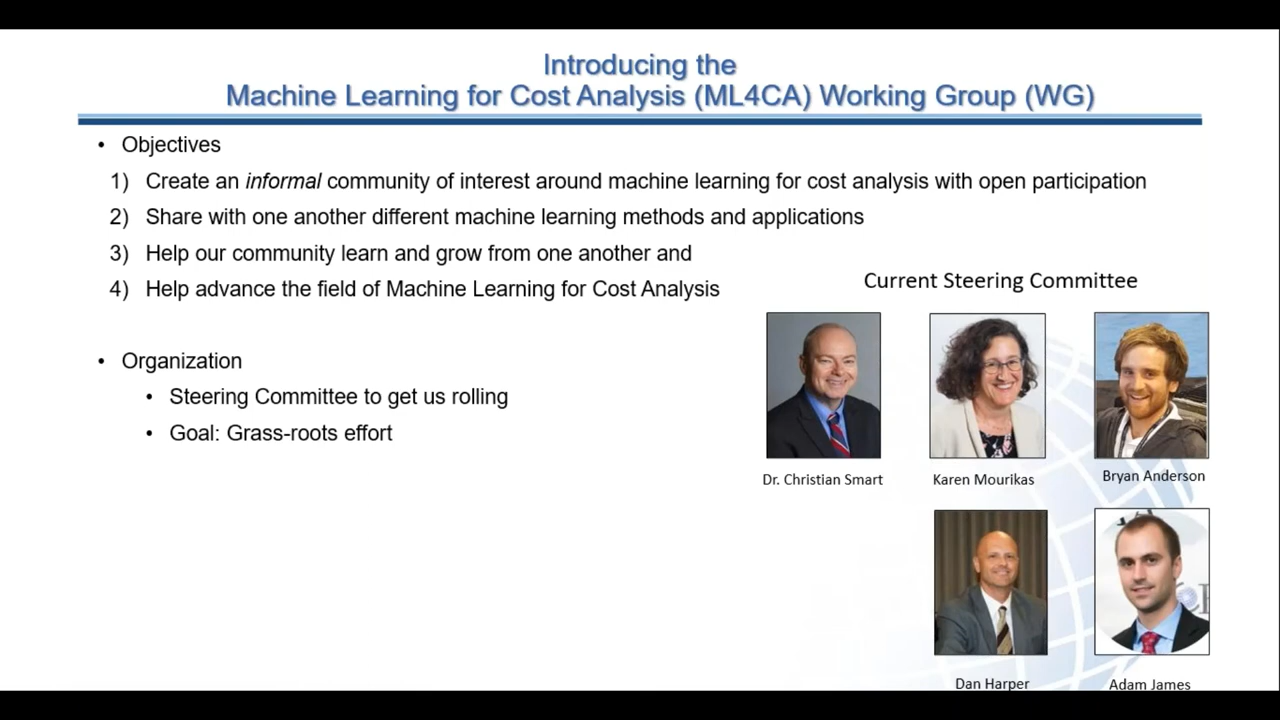 Introducing the
Machine Learning for Cost Analysis (ML4CA) Working Group (WG)
• Objectives
1) Create an informal community of interest around machine learning for cost analysis with open participation
2) Share with one another different machine learning methods and applications
3) Help our community learn and grow from one another and
4) Help advance the field of Machine Learning for Cost Analysis
• Organization
• Steering Committee to get us rolling
• Goal: Grass-roots effort
Current Steering Committee
Dr. Christian Smart
Karen Mourikas
Bryan Anderson
Dan Harper
Adam James